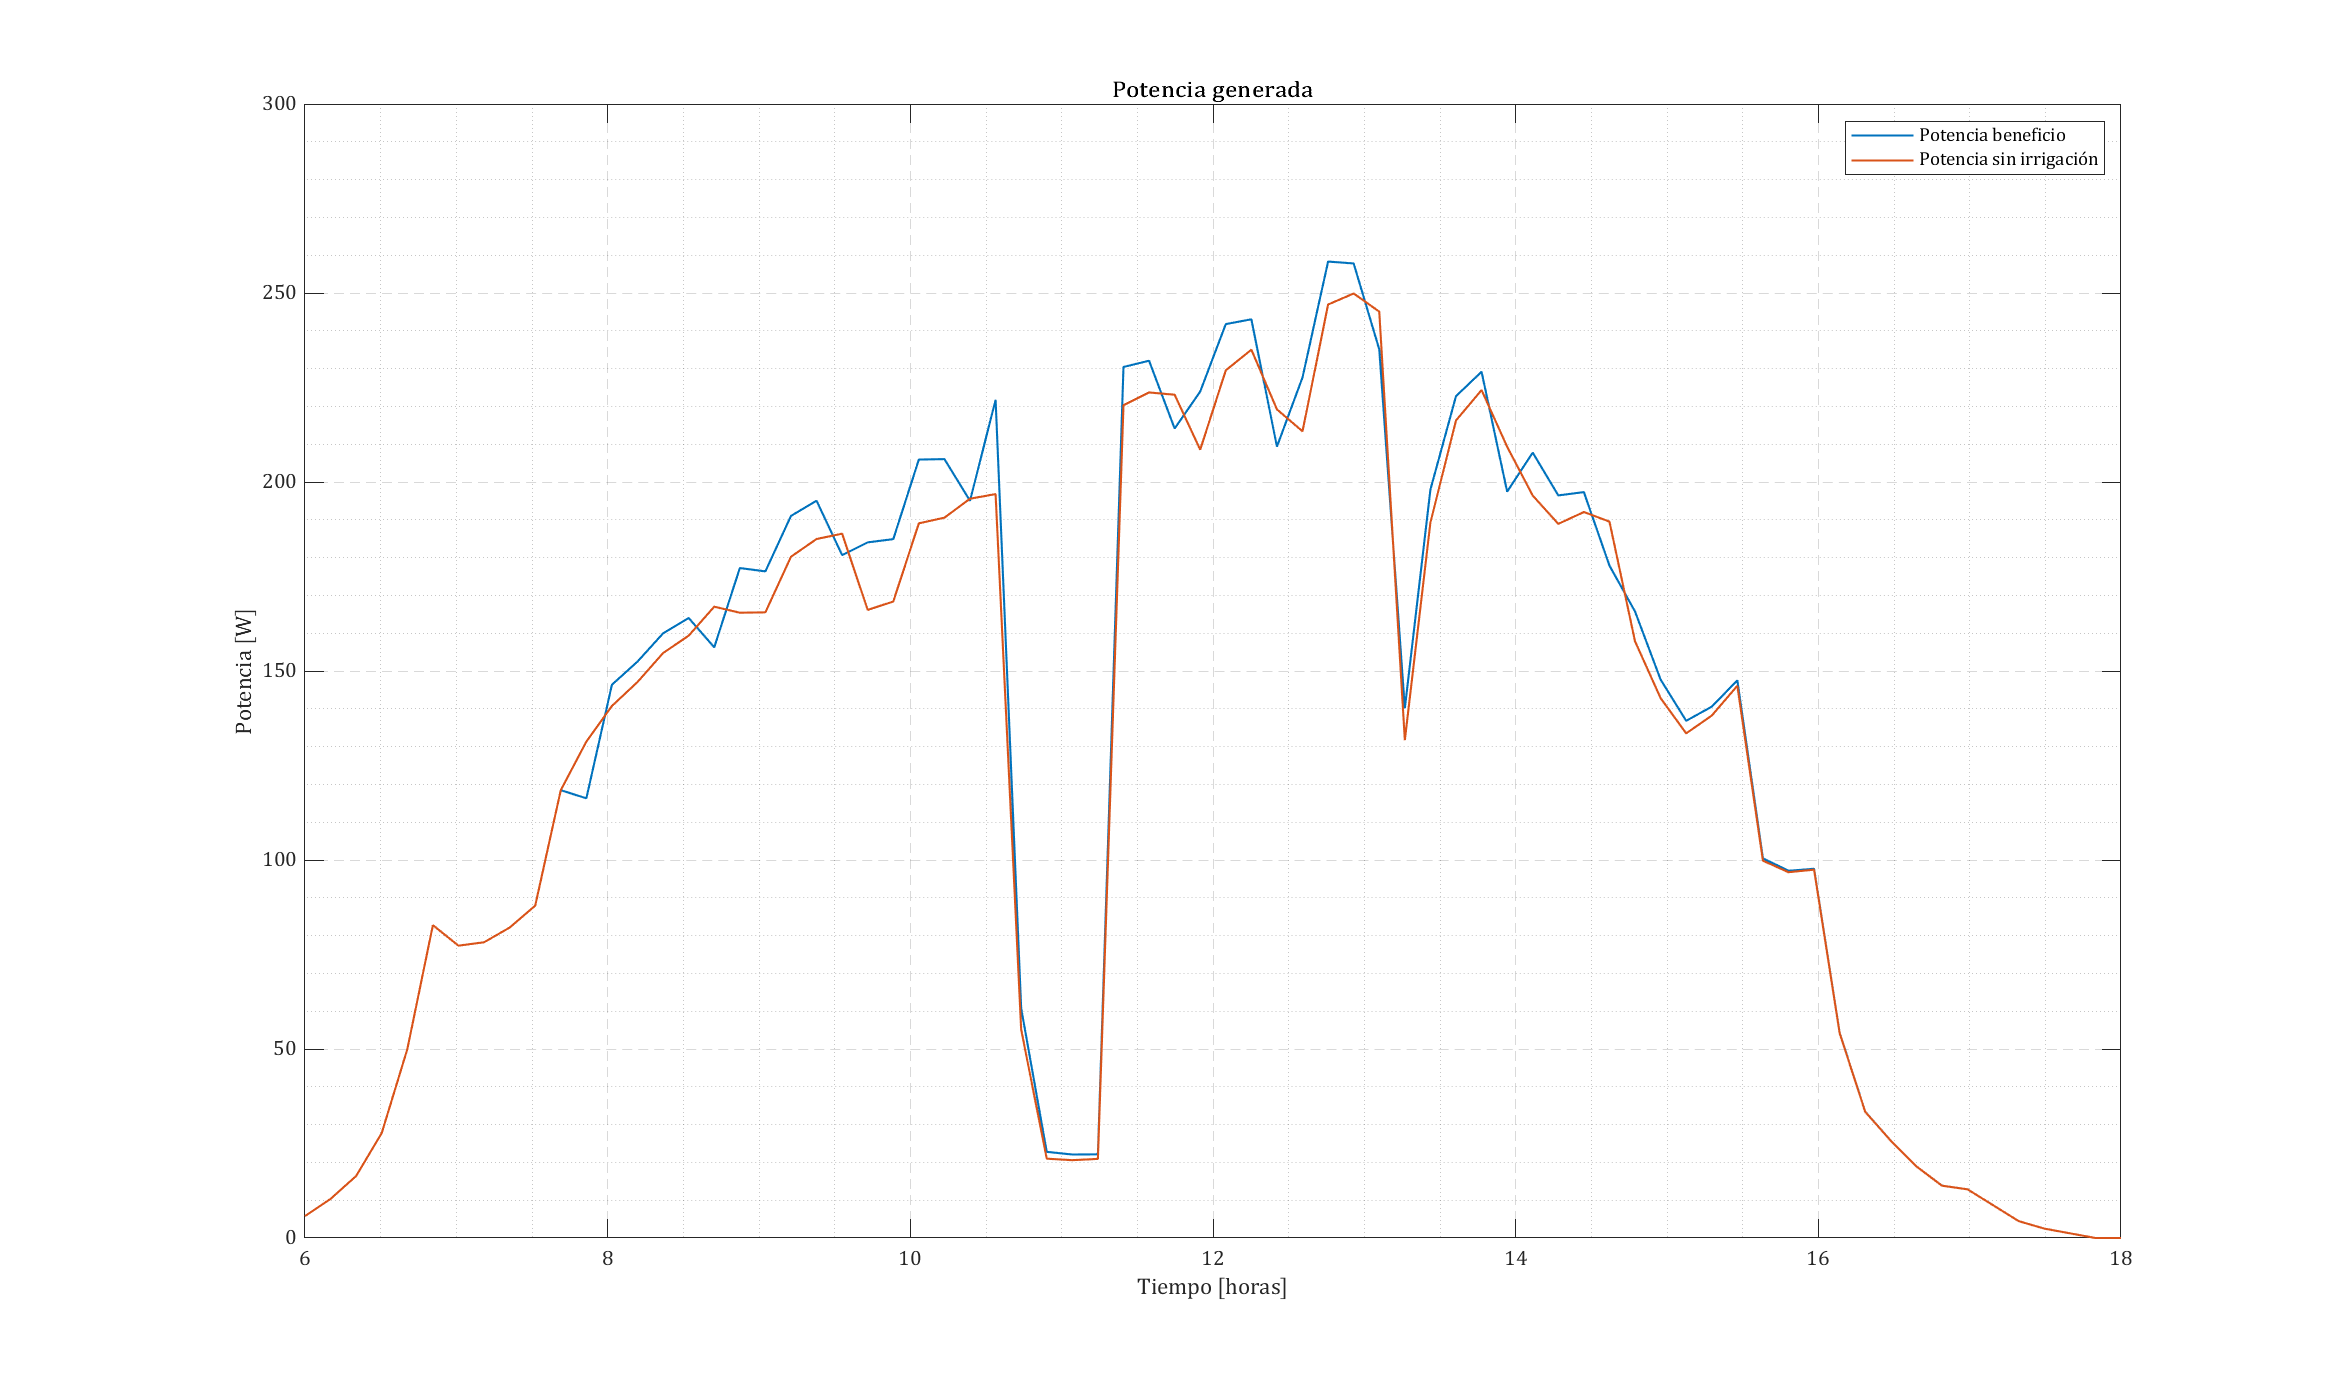 Potencia generada
300
250
200
150
100
50
0
Potencia [W]
Potencia beneficio
Potencia sin irrigación
6 8 10 12 14 16 18
Tiempo [horas]